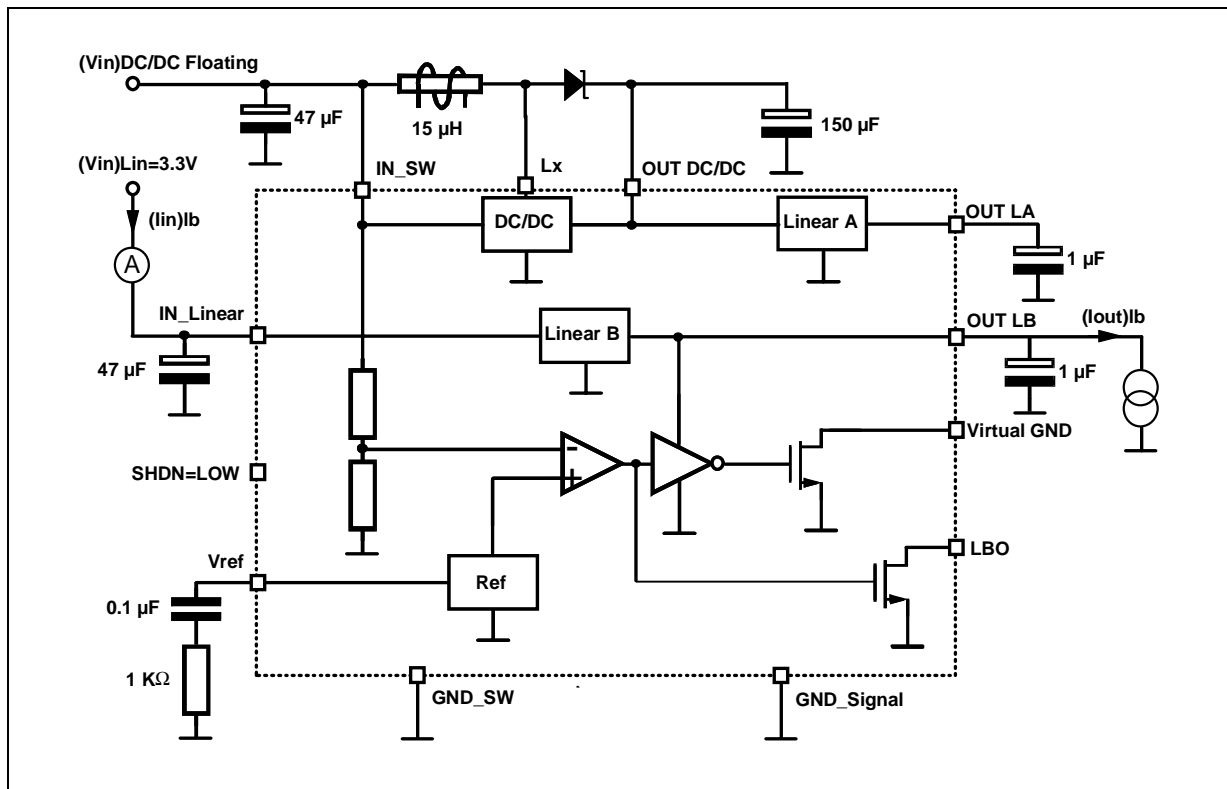 (Vin)DC/DC Floating
47 µF
15 µH
150 µF
(Vin)Lin=3.3V
IN_SW
Lx
OUT DC/DC
(Iin)lb
DC/DC
Linear A
OUT LA
A
1 µF
IN_Linear
Linear B
OUT LB
(Iout)lb
47 µF
1 µF
-
+
Virtual GND
SHDN=LOW
LBO
Vref
Ref
0.1 µF
1 KΩ
GND_SW
GND_Signal